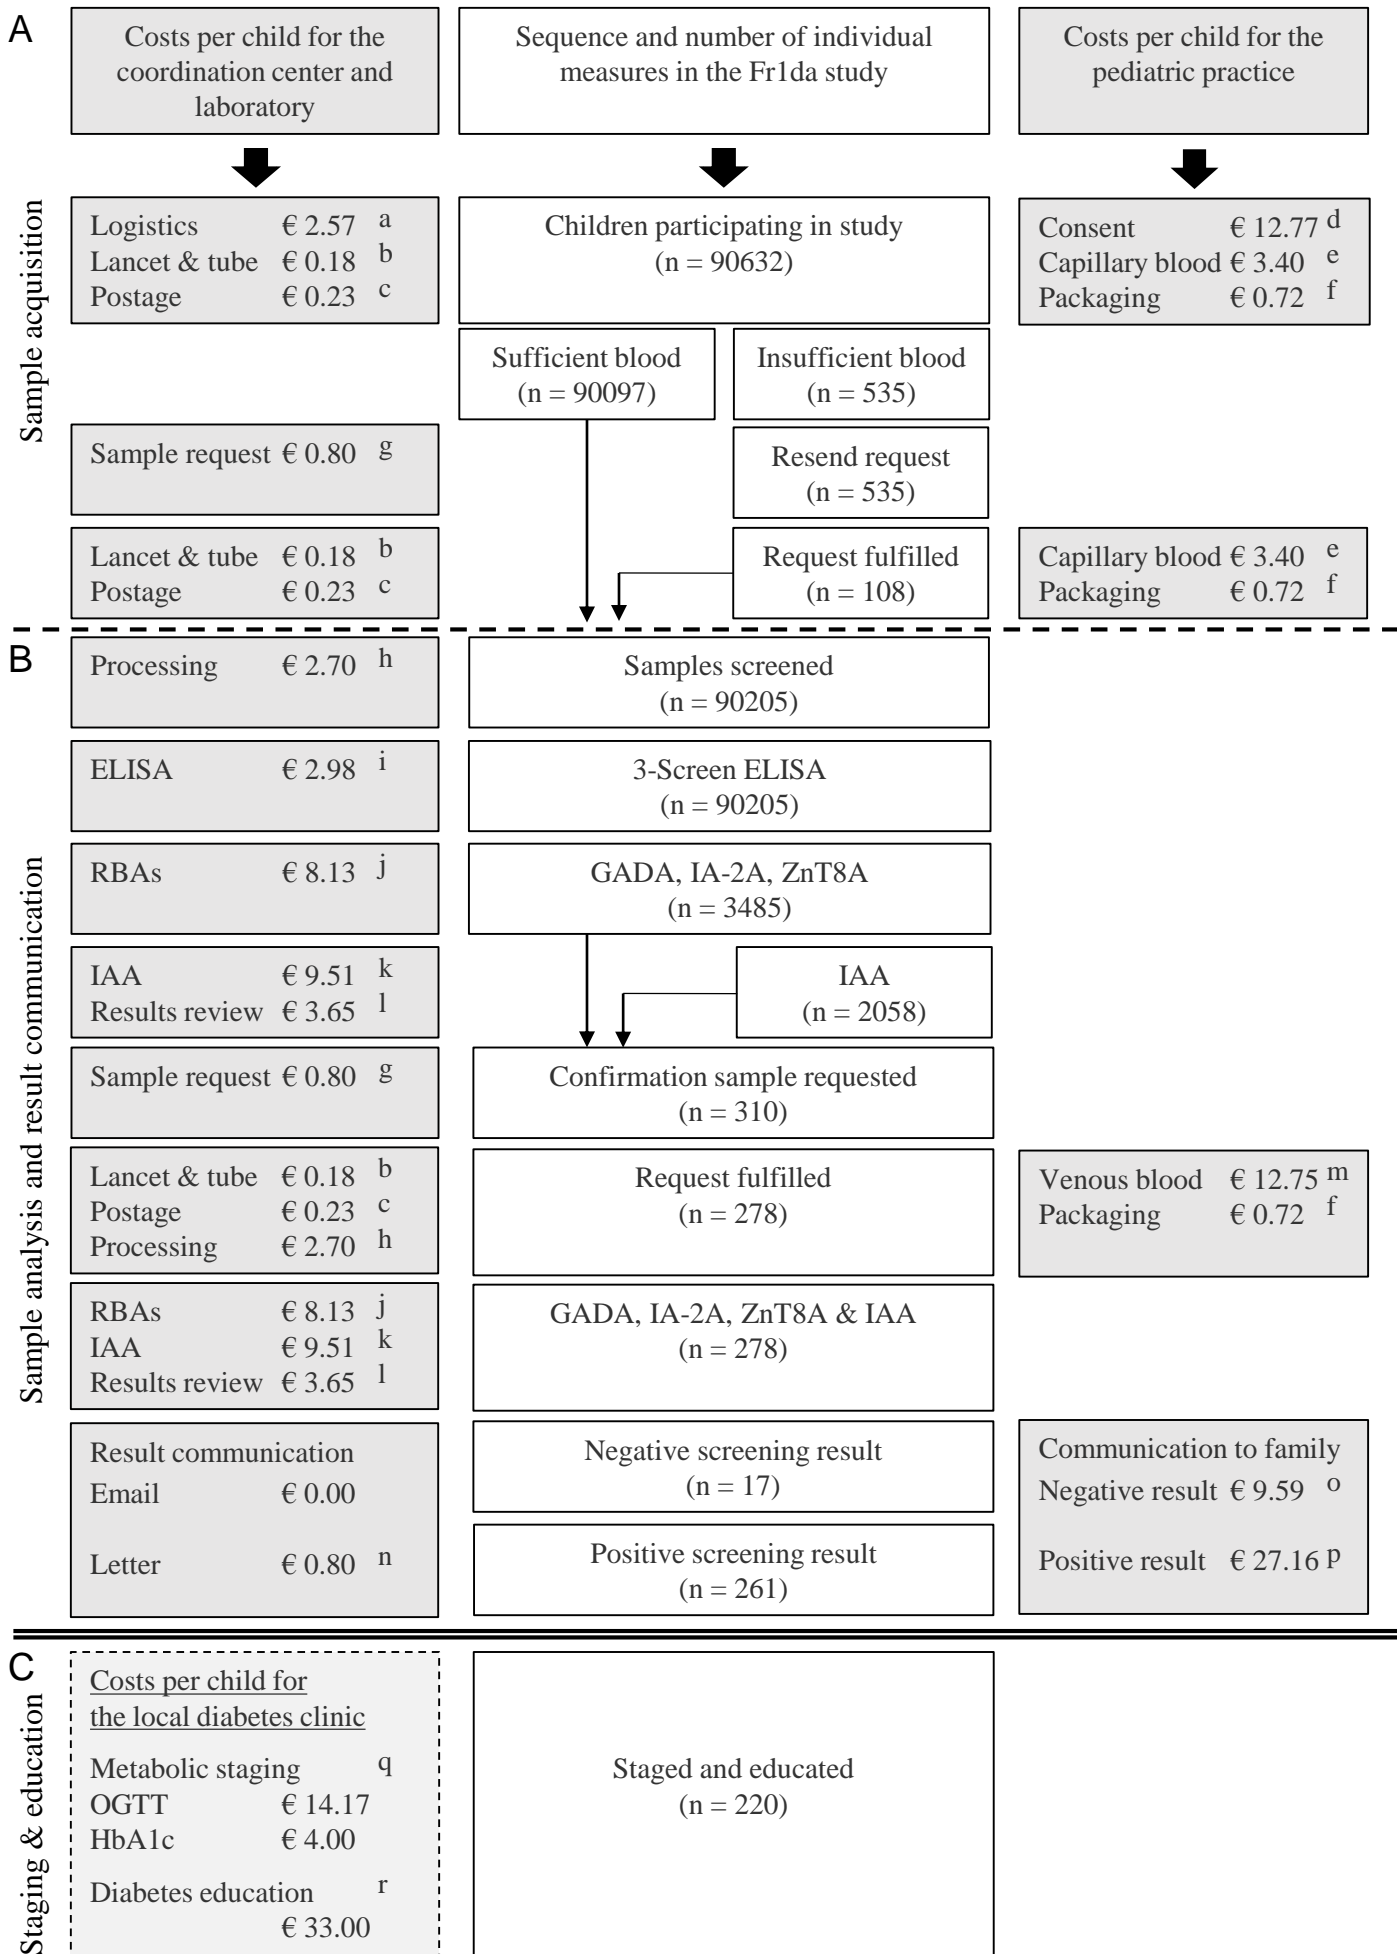 A
Costs per child for the
coordination center and
laboratory
Sequence and number of individual
measures in the Fr1da study
Costs per child for the
pediatric practice
Sample acquisition
Logistics € 2.57 a
Lancet & tube € 0.18 b
Postage € 0.23 c
Children participating in study
(n = 90632)
Consent € 12.77 d
Capillary blood € 3.40 e
Packaging € 0.72 f
Sufficient blood
(n = 90097)
Insufficient blood
(n = 535)
Sample request € 0.80 g
Resend request
(n = 535)
Lancet & tube € 0.18 b
Postage € 0.23 c
Request fulfilled
(n = 108)
Capillary blood € 3.40 e
Packaging € 0.72 f
B
Sample analysis and result communication
Processing € 2.70 h
Samples screened
(n = 90205)
ELISA € 2.98 i
3-Screen ELISA
(n = 90205)
RBAs € 8.13 j
GADA, IA-2A, ZnT8A
(n = 3485)
IAA € 9.51 k
Results review € 3.65 l
IAA
(n = 2058)
Sample request € 0.80 g
Confirmation sample requested
(n = 310)
Lancet & tube € 0.18 b
Postage € 0.23 c
Processing € 2.70 h
Request fulfilled
(n = 278)
Venous blood € 12.75 m
Packaging € 0.72 f
RBAs € 8.13 j
IAA € 9.51 k
Results review € 3.65 l
GADA, IA-2A, ZnT8A & IAA
(n = 278)
Result communication
Email € 0.00
Letter € 0.80 n
Negative screening result
(n = 17)
Positive screening result
(n = 261)
Communication to family
Negative result € 9.59 o
Positive result € 27.16 p
C
Staging & education
Costs per child for
the local diabetes clinic
Metabolic staging q
OGTT € 14.17
HbA1c € 4.00
Diabetes education r
€ 33.00
Staged and educated
(n = 220)